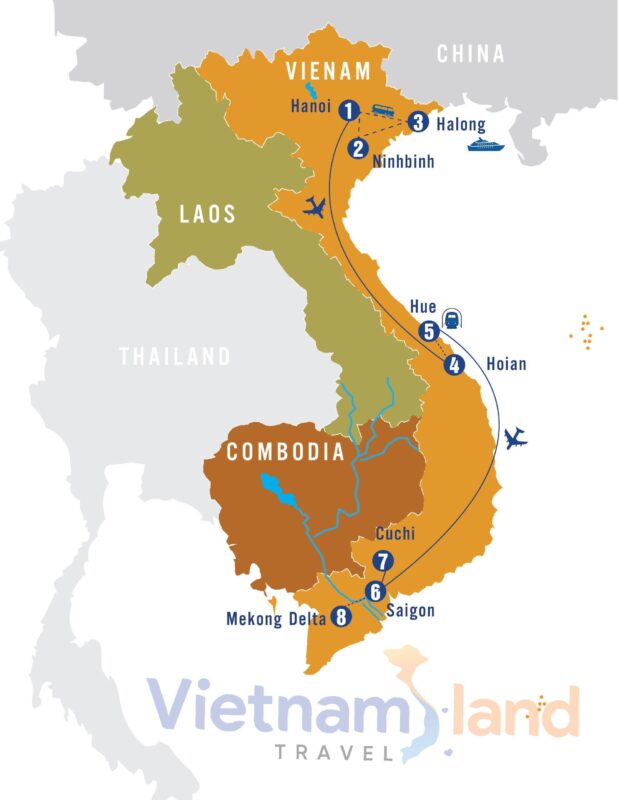 CHINA
VIENAM
Hanoi
1
3
Halong
2
Ninhbinh
LAOS
Hue
5
THAILAND
4
Hoian
COMBODIA
Cuchi
7
6
Saigon
Mekong Delta
8
Vietnam land
TRAVEL